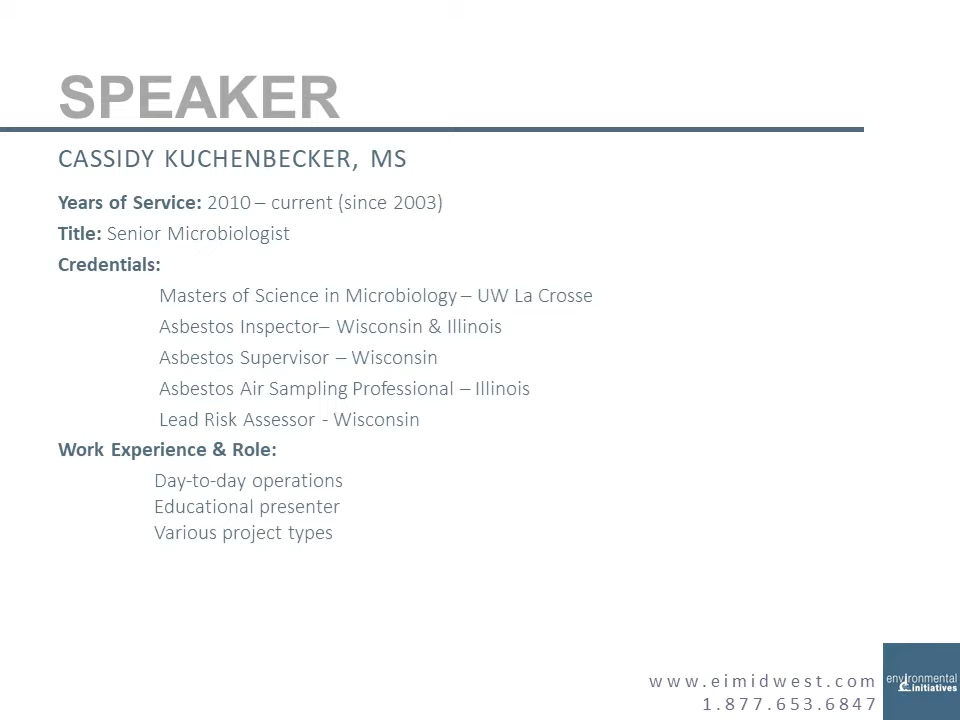 SPEAKER
CASSIDY KUCHENBECKER, MS
Years of Service: 2010 – current (since 2003)
Title: Senior Microbiologist
Credentials:
Masters of Science in Microbiology – UW La Crosse
Asbestos Inspector– Wisconsin & Illinois
Asbestos Supervisor – Wisconsin
Asbestos Air Sampling Professional – Illinois
Lead Risk Assessor - Wisconsin
Work Experience & Role:
Day-to-day operations
Educational presenter
Various project types
www.eimidwest.com
1.877.653.6847
environmental
initiatives